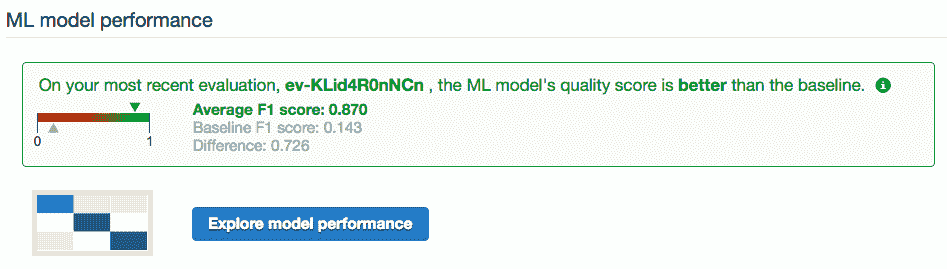 ML model performance
On your most recent evaluation, ev-KLid4R0nNCn , the ML model's quality score is better than the baseline.
Average F1 score: 0.870
Baseline F1 score: 0.143
Difference: 0.726
0 1
Explore model performance